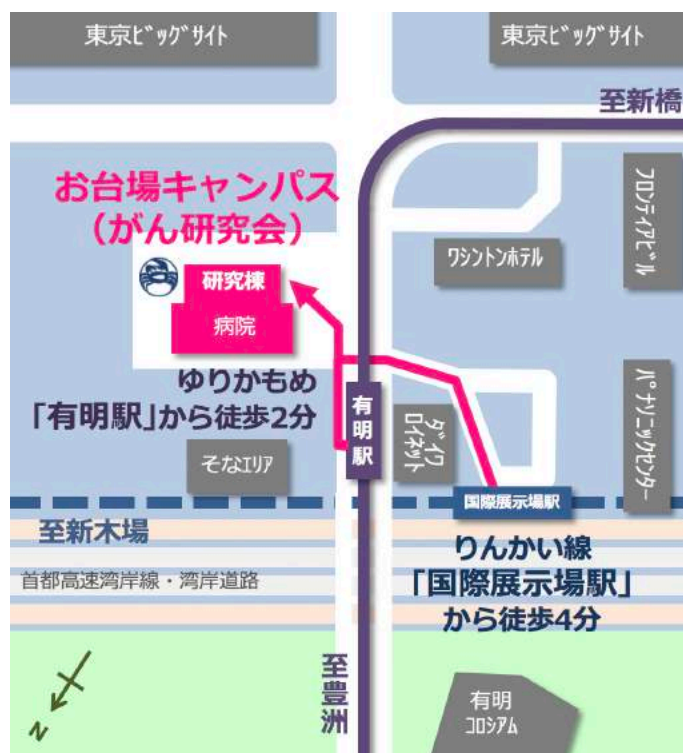 東京ビッグサイト
東京ビッグサイト
至新橋
お台場キャンパス
（がん研究会）
フロンティアビル
ワシントンホテル
研究棟
病院
ゆりかもめ
「有明駅」から徒歩2分
有明駅
ダイワ
ロイネット
パナソニックセンター
そなエリア
国際展示場駅
至新木場
りんかい線
「国際展示場駅」
から徒歩4分
首都高速湾岸線・湾岸道路
至豊洲
有明
コロシアム
N